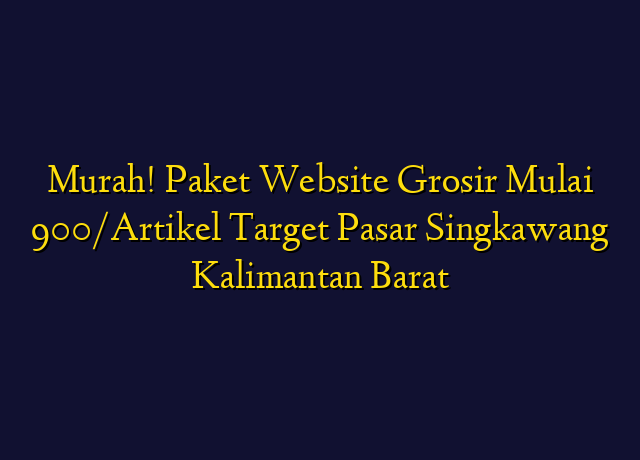 Murah! Paket Website Grosir Mulai
900/Artikel Target Pasar Singkawang
Kalimantan Barat